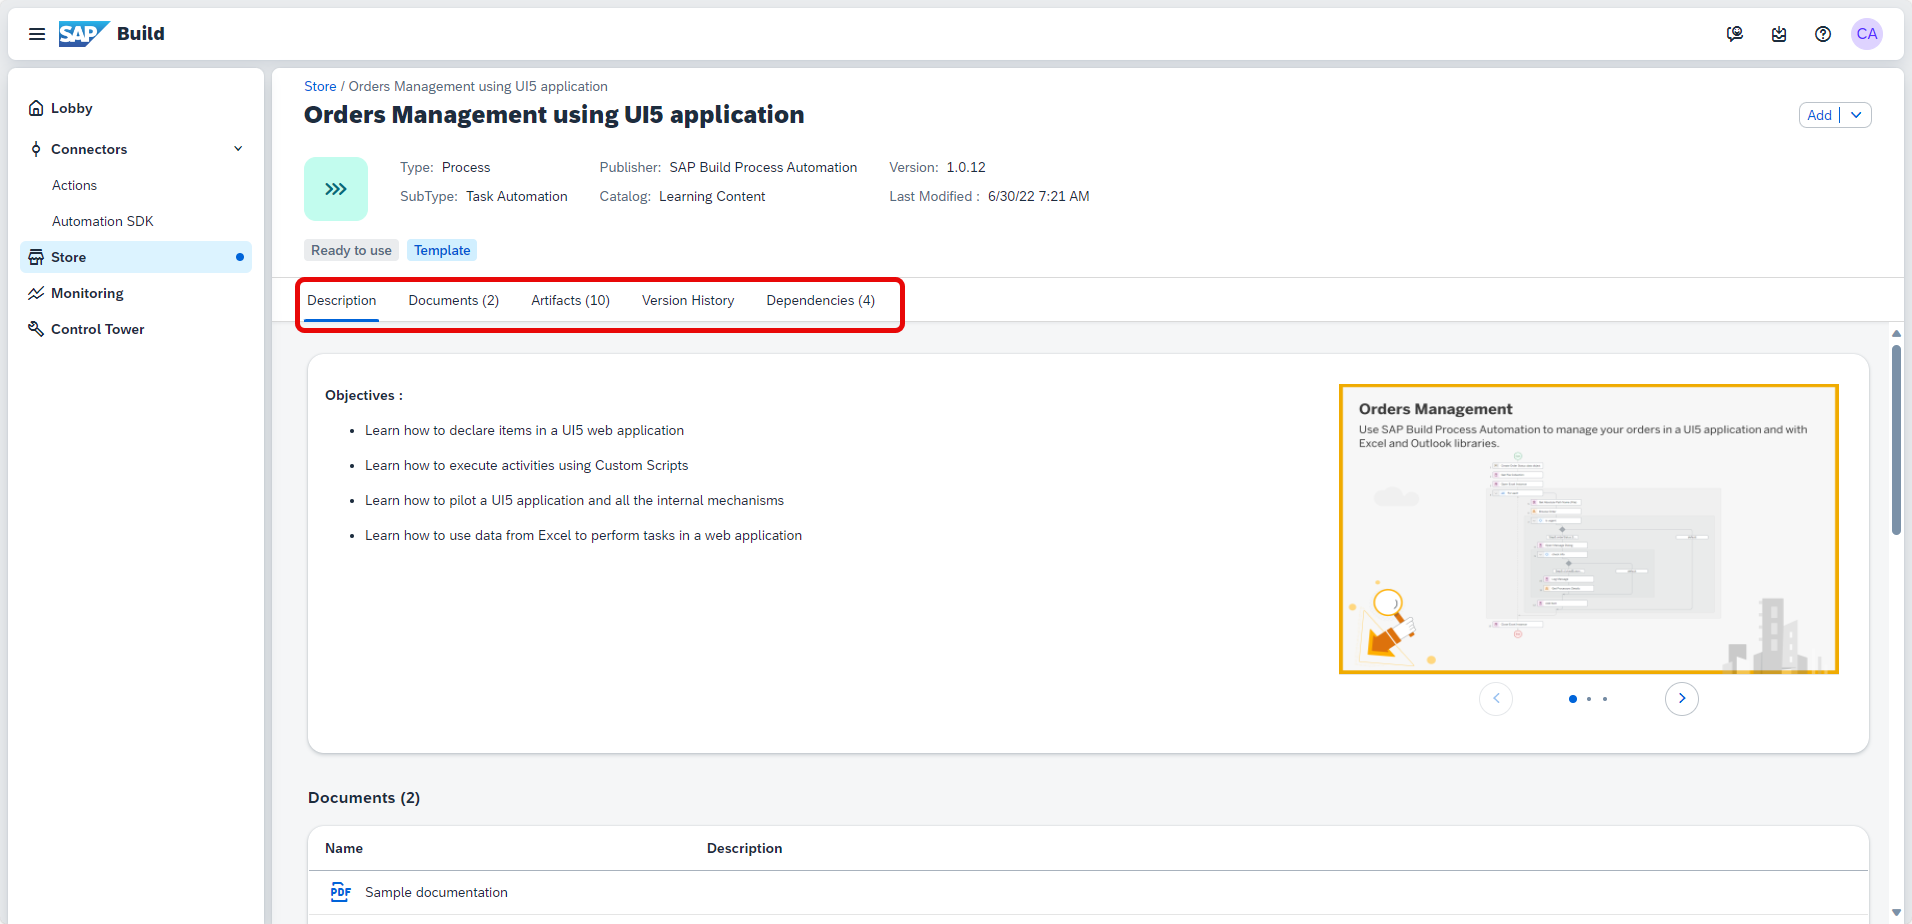 SAP Build
CA
Lobby
Connectors
Actions
Automation SDK
Store
Monitoring
Control Tower
Store / Orders Management using UI5 application
Orders Management using UI5 application
Add
Type: Process
Publisher: SAP Build Process Automation
Version: 1.0.12
SubType: Task Automation
Catalog: Learning Content
Last Modified : 6/30/22 7:21 AM
Ready to use
Template
Description
Documents (2)
Artifacts (10)
Version History
Dependencies (4)
Objectives :
• Learn how to declare items in a UI5 web application
• Learn how to execute activities using Custom Scripts
• Learn how to pilot a UI5 application and all the internal mechanisms
• Learn how to use data from Excel to perform tasks in a web application
Orders Management
Use SAP Build Process Automation to manage your orders in a UI5 application and with
Excel and Outlook libraries.
Documents (2)
Name
Description
PDF
Sample documentation